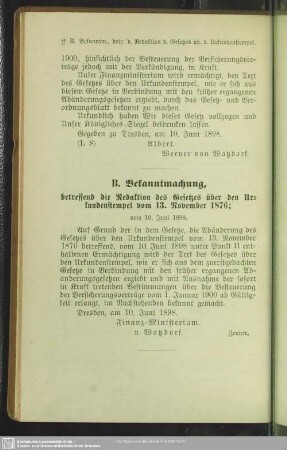 2 B. Bekanntm., betr. d. Redaktion d. Gesetzes üb. d. Urkundenstempel.
1900, hinsichtlich der Besteuerung der Versicherungsver-
träge jedoch mit der Verkündigung, in Kraft.
Unser Finanzministerium wird ermächtigt, den Text
des Gesetzes über den Urkundenstempel, wie er sich aus
diesem Gesetze in Verbindung mit den früher ergangenen
Abänderungsgesetzen ergiebt, durch das Gesetz- und Ver-
ordnungsblatt bekannt zu machen.
Urkundlich haben Wir dieses Gesetz vollzogen und
Unser Königliches Siegel beidrucken lassen.
Gegeben zu Dresden, am 10. Juni 1898.
(L. S) Albert.
Werner von Watzdorf.
B. Bekanntmachung,
betreffend die Redaktion des Gesetzes über den Ur-
kundenstempel vom 13. November 1876;
vom 10. Juni 1898.
Auf Grund der in dem Gesetze, die Abänderung des
Gesetzes über den Urkundenstempel vom 13. November
1876 betreffend, vom 10. Juni 1898 unter Punkt II ent-
haltenen Ermächtigung wird der Text des Gesetzes über
den Urkundenstempel, wie er sich aus dem zuerstgedachten
Gesetze in Verbindung mit den früher ergangenen Ab-
änderungsgesetzen ergiebt und mit Ausnahme der sofort
in Kraft tretenden Bestimmungen über die Besteuerung
der Versicherungsverträge vom 1. Januar 1900 ab Gültig-
keit erlangt, im Nachstehenden bekannt gemacht.
Dresden, am 10. Juni 1898.
Finanz-Ministerium.
v. Watzdorf.